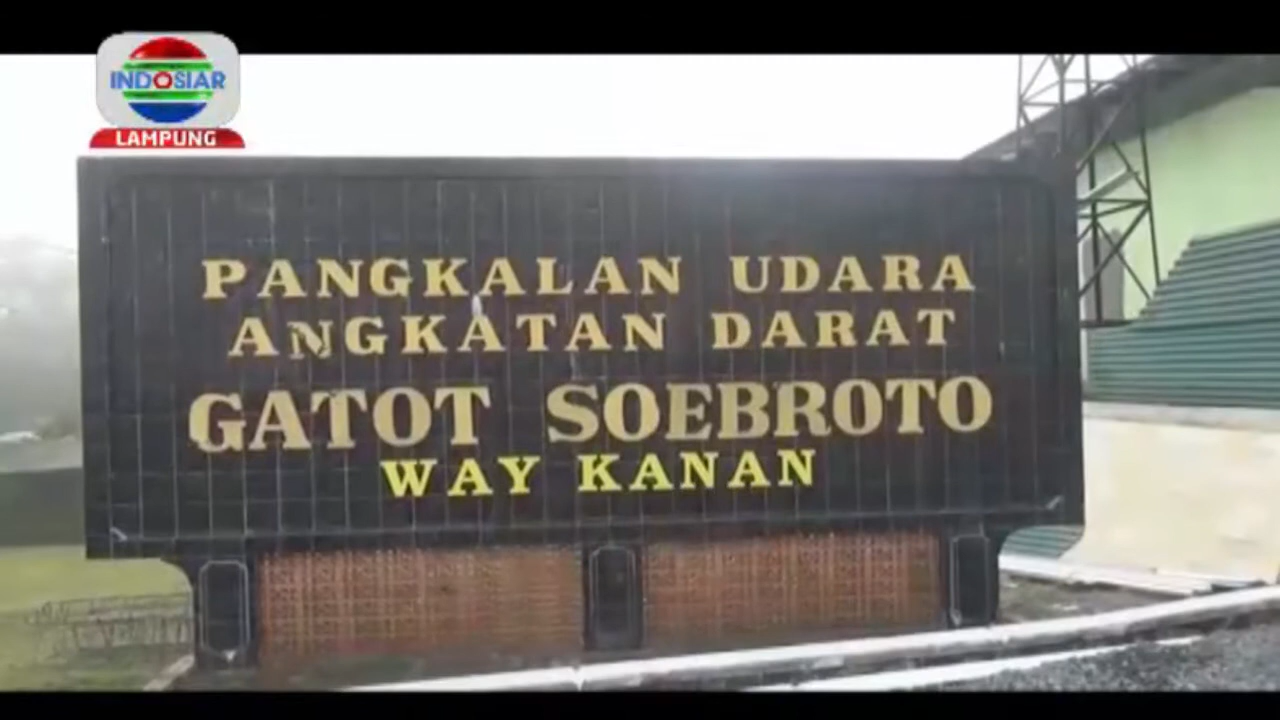 INDOSIAR
LAMPUNG
PANGKALAN UDARA
ANGKATAN DARAT
GATOT SOEBROTO
WAY KANAN